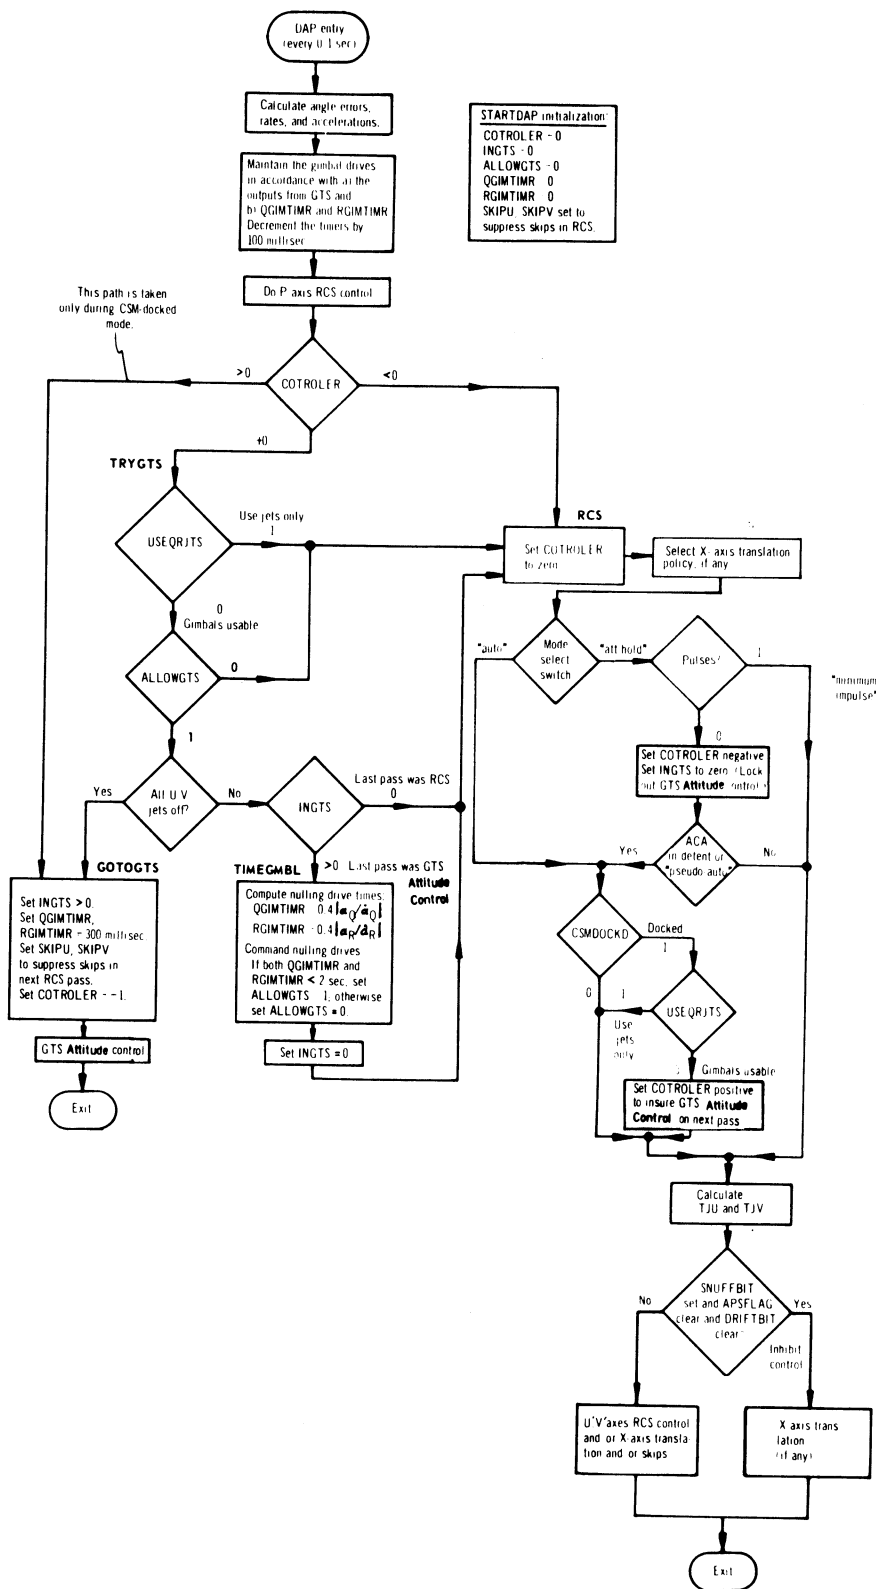 DAP entry
(every 0.1 sec)
Calculate angle errors,
rates, and accelerations.
STARTDAP initialization:
COTROLER = 0
INGTS = 0
ALLOWGTS = 0
QGIMTIMR 0
RGIMTIMR 0
SKIPU, SKIPV set to
suppress skips in RCS.
Maintain the gimbal drives
in accordance with a) the
outputs from GTS and
b) QGIMTIMR and RGIMTIMR
Decrement the timers by
100 millisec
Do P axis RCS control
This path is taken
only during CSM-docked
mode.
>0
COTROLER
<0
+0
TRYGTS
USEQRJTS
Use jets only
1
0
Gimbals usable
ALLOWGTS
0
1
All U V
jets off?
Yes
No
INGTS
Last pass was RCS
0
>0 Last pass was GTS
Attitude
Control
GOTOGTS
Set INGTS > 0.
Set QGIMTIMR,
RGIMTIMR = 300 millisec.
Set SKIPU, SKIPV
to suppress skips in
next RCS pass.
Set COTROLER = -1.
GTS Attitude control
Exit
TIMEGMBL
Compute nulling drive times:
QGIMTIMR 0.4|α_Q/α̇_Q|
RGIMTIMR 0.4|α_R/α̇_R|
Command nulling drives
If both QGIMTIMR and
RGIMTIMR < 2 sec, set
ALLOWGTS 1; otherwise
set ALLOWGTS = 0.
Set INGTS = 0
RCS
Set COTROLER
to zero
Select X-axis translation
policy, if any
"auto"
Mode
select
switch
"att hold"
Pulses?
1
"minimum
impulse"
0
Set COTROLER negative
Set INGTS to zero (Lock
out GTS Attitude control)
ACA
in detent or
"pseudo auto"
Yes
No
CSMDOCKD
Docked
1
0
USEQRJTS
1
Use
jets
only
Gimbals usable
Set COTROLER positive
to insure GTS Attitude
Control on next pass
Calculate
TJU and TJV
SNUFFBIT
set and APSFLAG
clear and DRIFTBIT
clear?
No
Yes
Inhibit
control
U'V' axes RCS control
and or X-axis transla-
tion and or skips
X axis trans
lation
(if any)
Exit